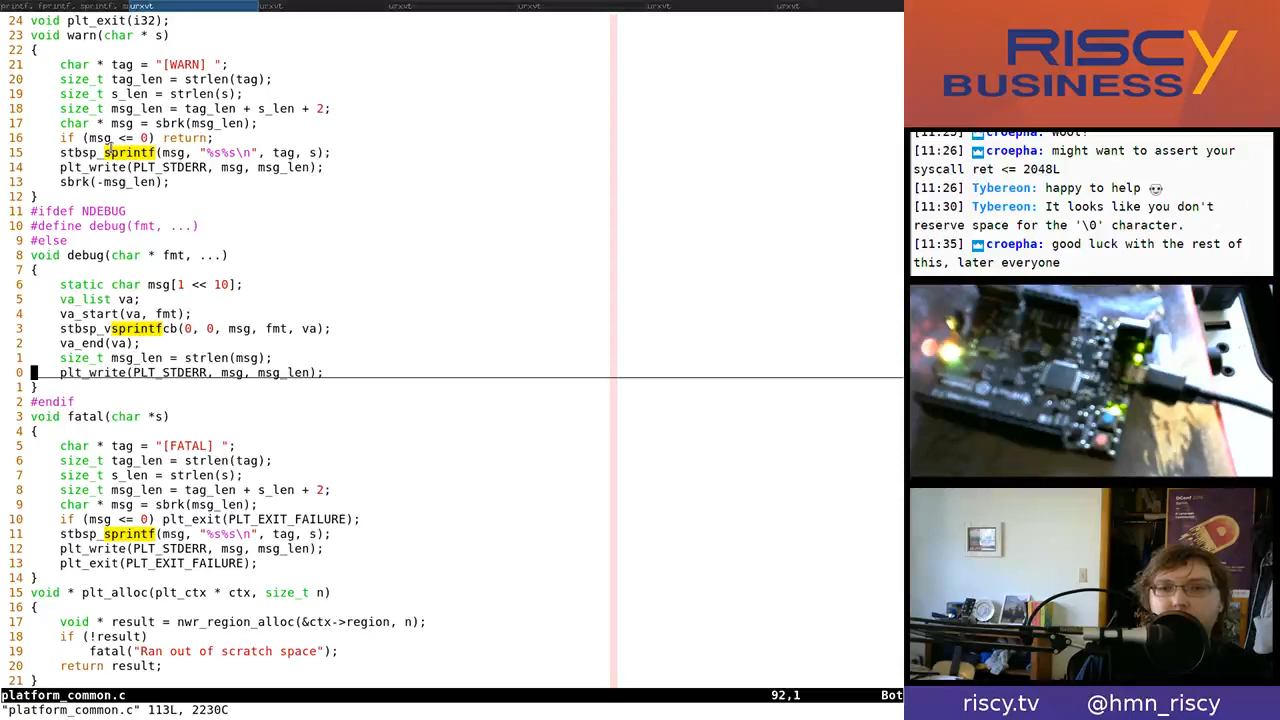 printf, fprintf, sprintf, s urxvt urxvt urxvt urxvt urxvt urxvt
24 void plt_exit(i32);
23 void warn(char * s)
22 {
21 char * tag = "[WARN] ";
20 size_t tag_len = strlen(tag);
19 size_t s_len = strlen(s);
18 size_t msg_len = tag_len + s_len + 2;
17 char * msg = sbrk(msg_len);
16 if (msg <= 0) return;
15 stbsp_sprintf(msg, "%s%s\n", tag, s);
14 plt_write(PLT_STDERR, msg, msg_len);
13 sbrk(-msg_len);
12 }
11 #ifdef NDEBUG
10 #define debug(fmt, ...)
9 #else
8 void debug(char * fmt, ...)
7 {
6 static char msg[1 << 10];
5 va_list va;
4 va_start(va, fmt);
3 stbsp_vsprintfcb(0, 0, msg, fmt, va);
2 va_end(va);
1 size_t msg_len = strlen(msg);
0 plt_write(PLT_STDERR, msg, msg_len);
1 }
2 #endif
3 void fatal(char *s)
4 {
5 char * tag = "[FATAL] ";
6 size_t tag_len = strlen(tag);
7 size_t s_len = strlen(s);
8 size_t msg_len = tag_len + s_len + 2;
9 char * msg = sbrk(msg_len);
10 if (msg <= 0) plt_exit(PLT_EXIT_FAILURE);
11 stbsp_sprintf(msg, "%s%s\n", tag, s);
12 plt_write(PLT_STDERR, msg, msg_len);
13 plt_exit(PLT_EXIT_FAILURE);
14 }
15 void * plt_alloc(plt_ctx * ctx, size_t n)
16 {
17 void * result = nwr_region_alloc(&ctx->region, n);
18 if (!result)
19 fatal("Ran out of scratch space");
20 return result;
21 }
platform_common.c 92,1 Bot
"platform_common.c" 113L, 2230C
RISCY
BUSINESS
croepha: woot!
[11:26] croepha: might want to assert your
syscall ret <= 2048L
[11:26] Tybereon: happy to help
[11:30] Tybereon: It looks like you don't
reserve space for the '\0' character.
[11:35] croepha: good luck with the rest of
this, later everyone
riscy.tv @hmn_riscy